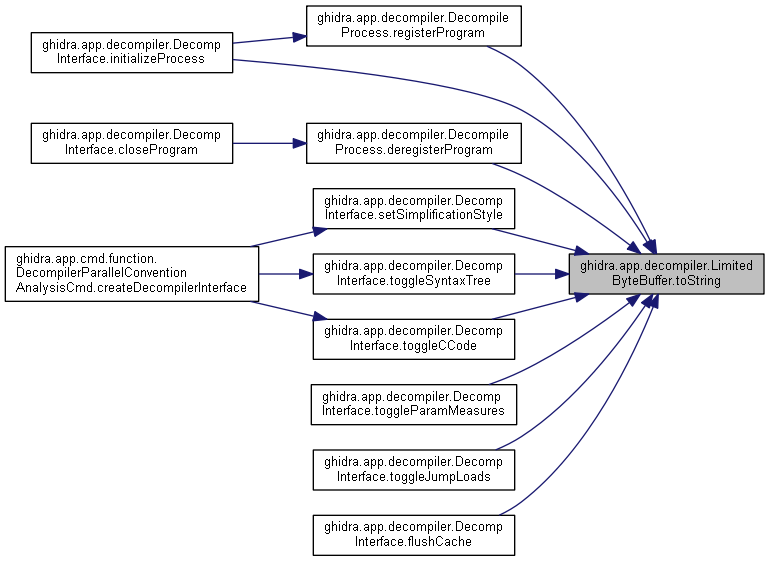 ghidra.app.decompiler.Decompile
Process.registerProgram
ghidra.app.decompiler.Decomp
Interface.initializeProcess
ghidra.app.decompiler.Decomp
Interface.closeProgram
ghidra.app.decompiler.Decompile
Process.deregisterProgram
ghidra.app.decompiler.Decomp
Interface.setSimplificationStyle
ghidra.app.cmd.function.
DecompilerParallelConvention
AnalysisCmd.createDecompilerInterface
ghidra.app.decompiler.Decomp
Interface.toggleSyntaxTree
ghidra.app.decompiler.Limited
ByteBuffer.toString
ghidra.app.decompiler.Decomp
Interface.toggleCCode
ghidra.app.decompiler.Decomp
Interface.toggleParamMeasures
ghidra.app.decompiler.Decomp
Interface.toggleJumpLoads
ghidra.app.decompiler.Decomp
Interface.flushCache